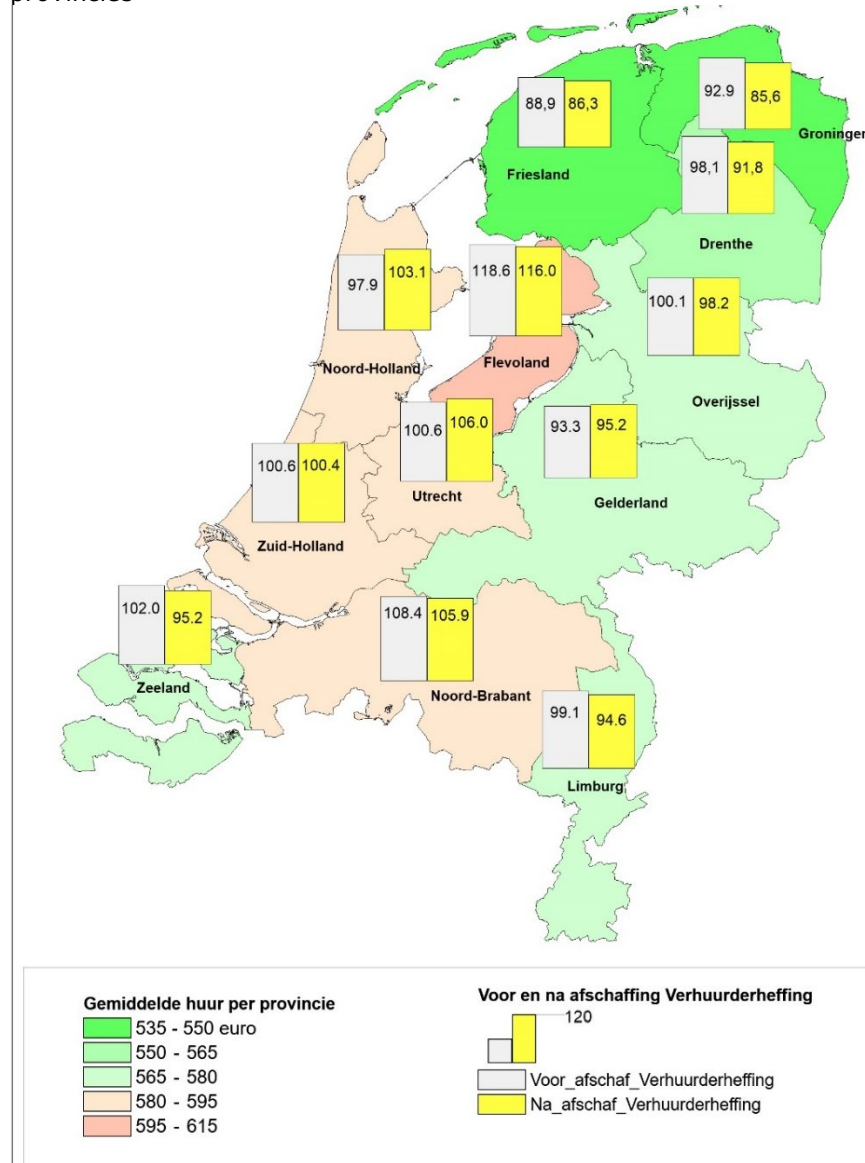 provincies
92.9
85,6
88,9
86,3
Groningen
98,1
91,8
Friesland
Drenthe
97.9
103.1
118.6
116.0
100.1
98.2
Noord-Holland
Flevoland
Overijssel
100.6
106.0
93.3
95.2
100.6
100.4
Utrecht
Gelderland
Zuid-Holland
102.0
95.2
108.4
105.9
Zeeland
Noord-Brabant
99.1
94.6
Limburg
Gemiddelde huur per provincie
535 - 550 euro
550 - 565
565 - 580
580 - 595
595 - 615
Voor en na afschaffing Verhuurderheffing
120
Voor_afschaf_Verhuurderheffing
Na_afschaf_Verhuurderheffing